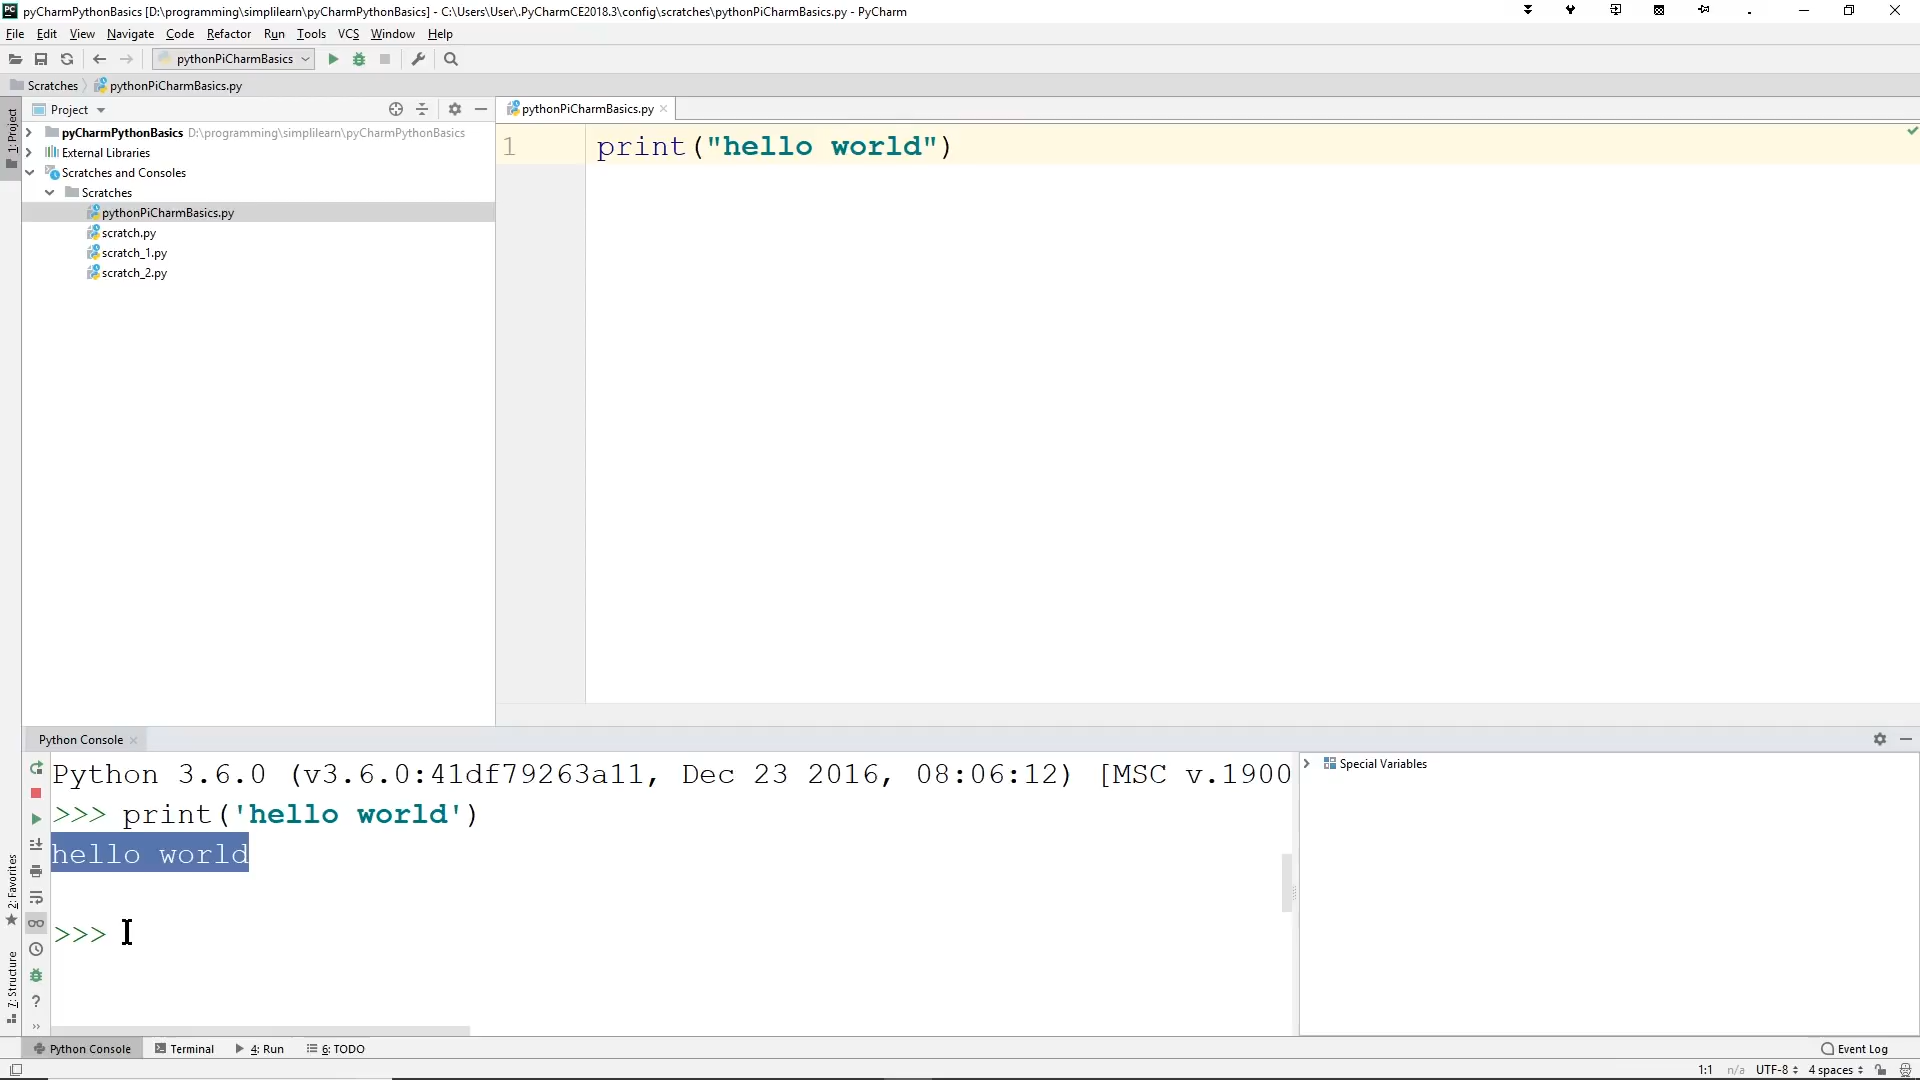 pyCharmPythonBasics [D:\programming\simplilearn\pyCharmPythonBasics] - C:\Users\User\.PyCharmCE2018.3\config\scratches\pythonPiCharmBasics.py - PyCharm
File Edit View Navigate Code Refactor Run Tools VCS Window Help
pythonPiCharmBasics
Scratches pythonPiCharmBasics.py
1: Project
Project
pythonPiCharmBasics.py
pyCharmPythonBasics D:\programming\simplilearn\pyCharmPythonBasics
External Libraries
Scratches and Consoles
Scratches
pythonPiCharmBasics.py
scratch.py
scratch_1.py
scratch_2.py
1 print("hello world")
Python Console
Python 3.6.0 (v3.6.0:41df79263a11, Dec 23 2016, 08:06:12) [MSC v.1900
>>> print('hello world')
hello world
>>>
Special Variables
2: Favorites
7: Structure
Python Console Terminal 4: Run 6: TODO Event Log
1:1 n/a UTF-8 4 spaces